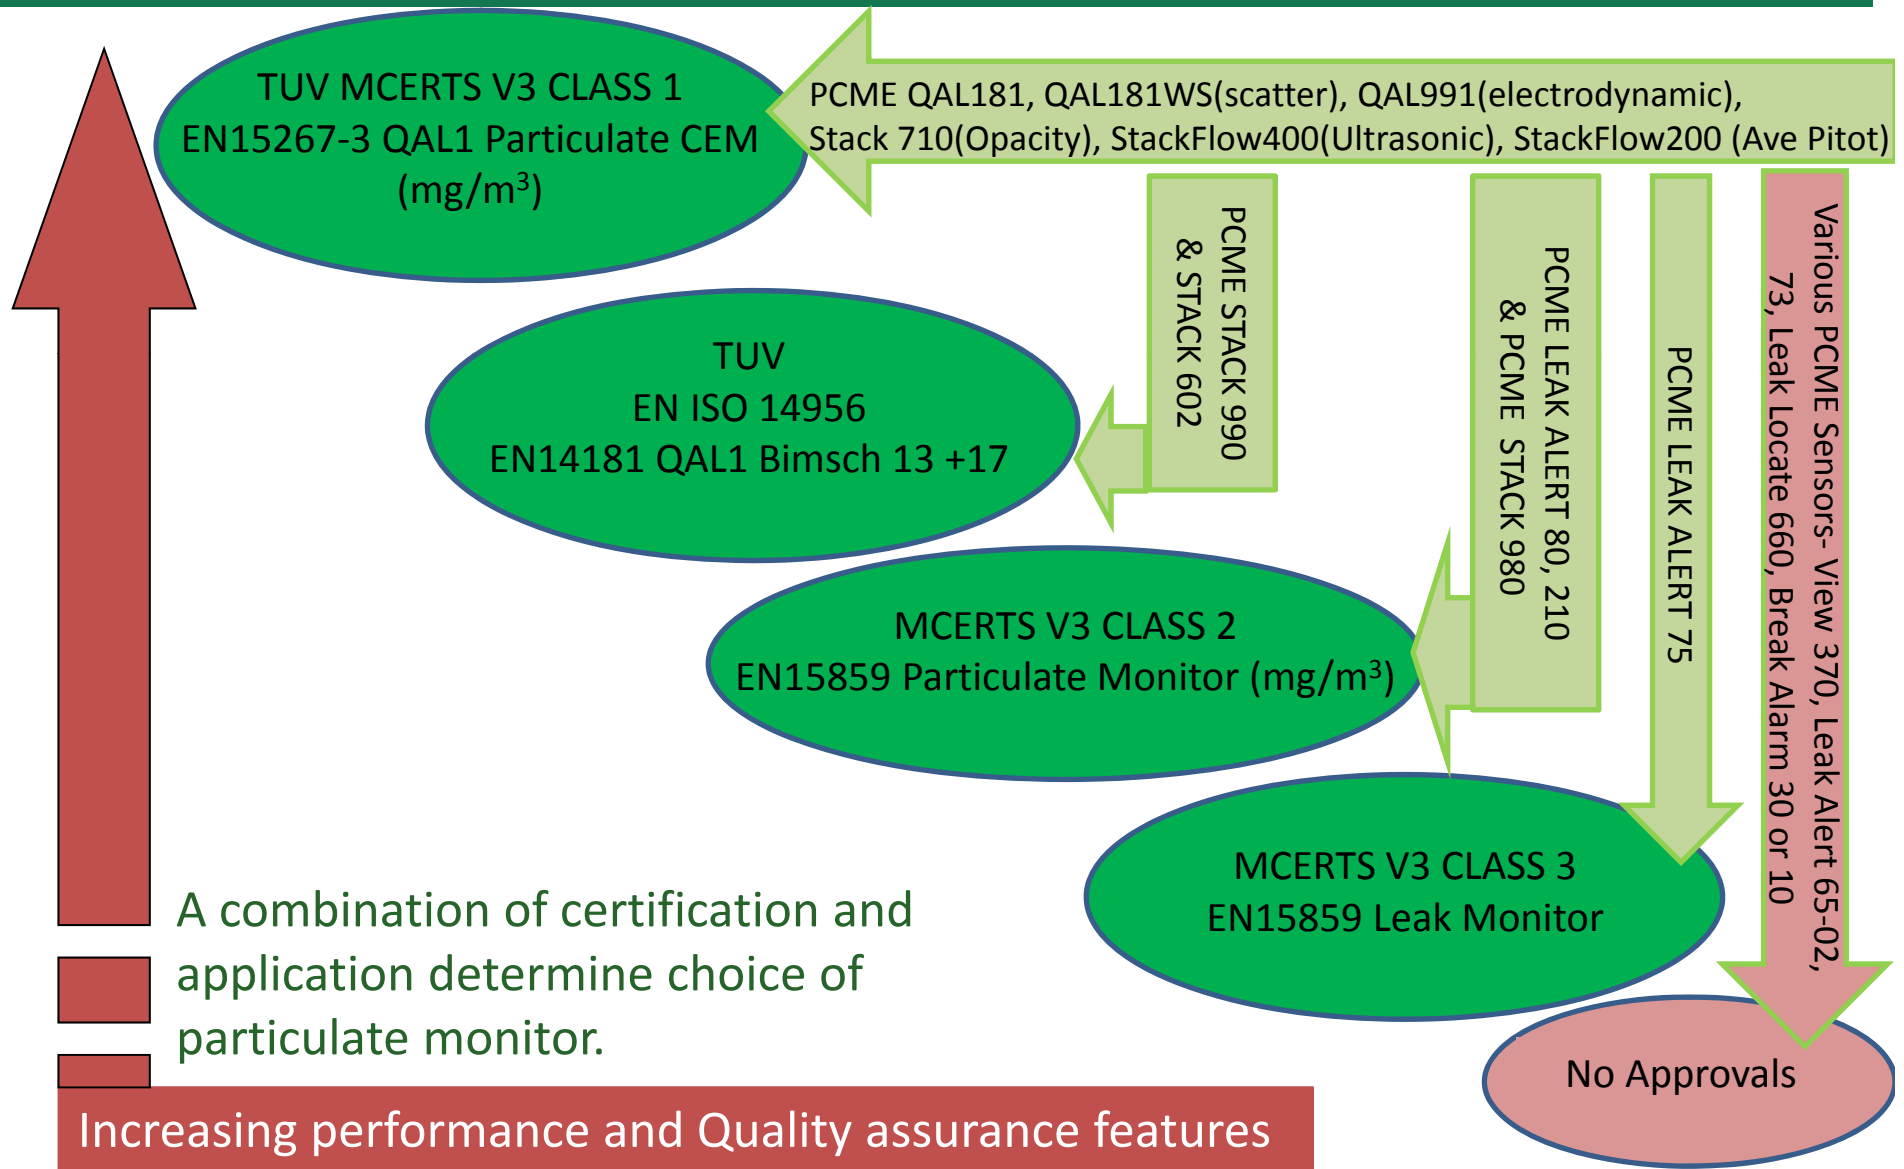 TUV MCERTS V3 CLASS 1
EN15267-3 QAL1 Particulate CEM
(mg/m³)
PCME QAL181, QAL181WS(scatter), QAL991(electrodynamic),
Stack 710(Opacity), StackFlow400(Ultrasonic), StackFlow200 (Ave Pitot)
TUV
EN ISO 14956
EN14181 QAL1 Bimsch 13 +17
PCME STACK 990
& STACK 602
MCERTS V3 CLASS 2
EN15859 Particulate Monitor (mg/m³)
PCME LEAK ALERT 80, 210
& PCME STACK 980
MCERTS V3 CLASS 3
EN15859 Leak Monitor
PCME LEAK ALERT 75
Various PCME Sensors- View 370, Leak Alert 65-02,
73, Leak Locate 660, Break Alarm 30 or 10
No Approvals
A combination of certification and
application determine choice of
particulate monitor.
Increasing performance and Quality assurance features